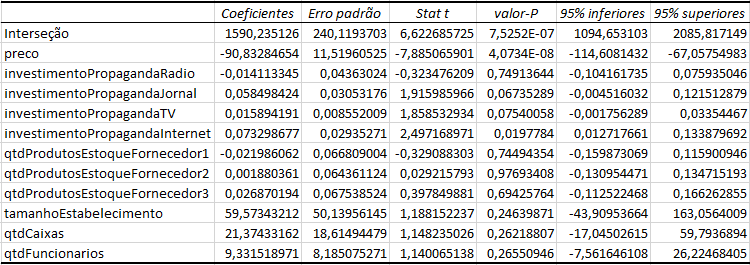 Coeficientes Erro padrão Stat t valor-P 95% inferiores 95% superiores
Interseção 1590,235126 240,1193703 6,622685725 7,5252E-07 1094,653103 2085,817149
preco -90,83284654 11,51960525 -7,885065901 4,0734E-08 -114,6081432 -67,05754983
investimentoPropagandaRadio -0,014113345 0,04363024 -0,323476209 0,74913644 -0,104161735 0,075935046
investimentoPropagandaJornal 0,058498424 0,03053176 1,915985966 0,06735289 -0,004516032 0,121512879
investimentoPropagandaTV 0,015894191 0,008552009 1,858532934 0,07540058 -0,001756289 0,03354467
investimentoPropagandaInternet 0,073298677 0,02935271 2,497168971 0,0197784 0,012717661 0,133879692
qtdProdutosEstoqueFornecedor1 -0,021986062 0,066809004 -0,329088303 0,74494354 -0,159873069 0,115900946
qtdProdutosEstoqueFornecedor2 0,001880361 0,064361124 0,029215793 0,97693408 -0,130954471 0,134715193
qtdProdutosEstoqueFornecedor3 0,026870194 0,067538524 0,397849881 0,69425764 -0,112522468 0,166262855
tamanhoEstabelecimento 59,57343212 50,13956145 1,188152237 0,24639871 -43,90953664 163,0564009
qtdCaixas 21,37433162 18,61494479 1,148235026 0,26218807 -17,04502615 59,7936894
qtdFuncionarios 9,331518971 8,185075271 1,140065138 0,26550946 -7,561646108 26,22468405